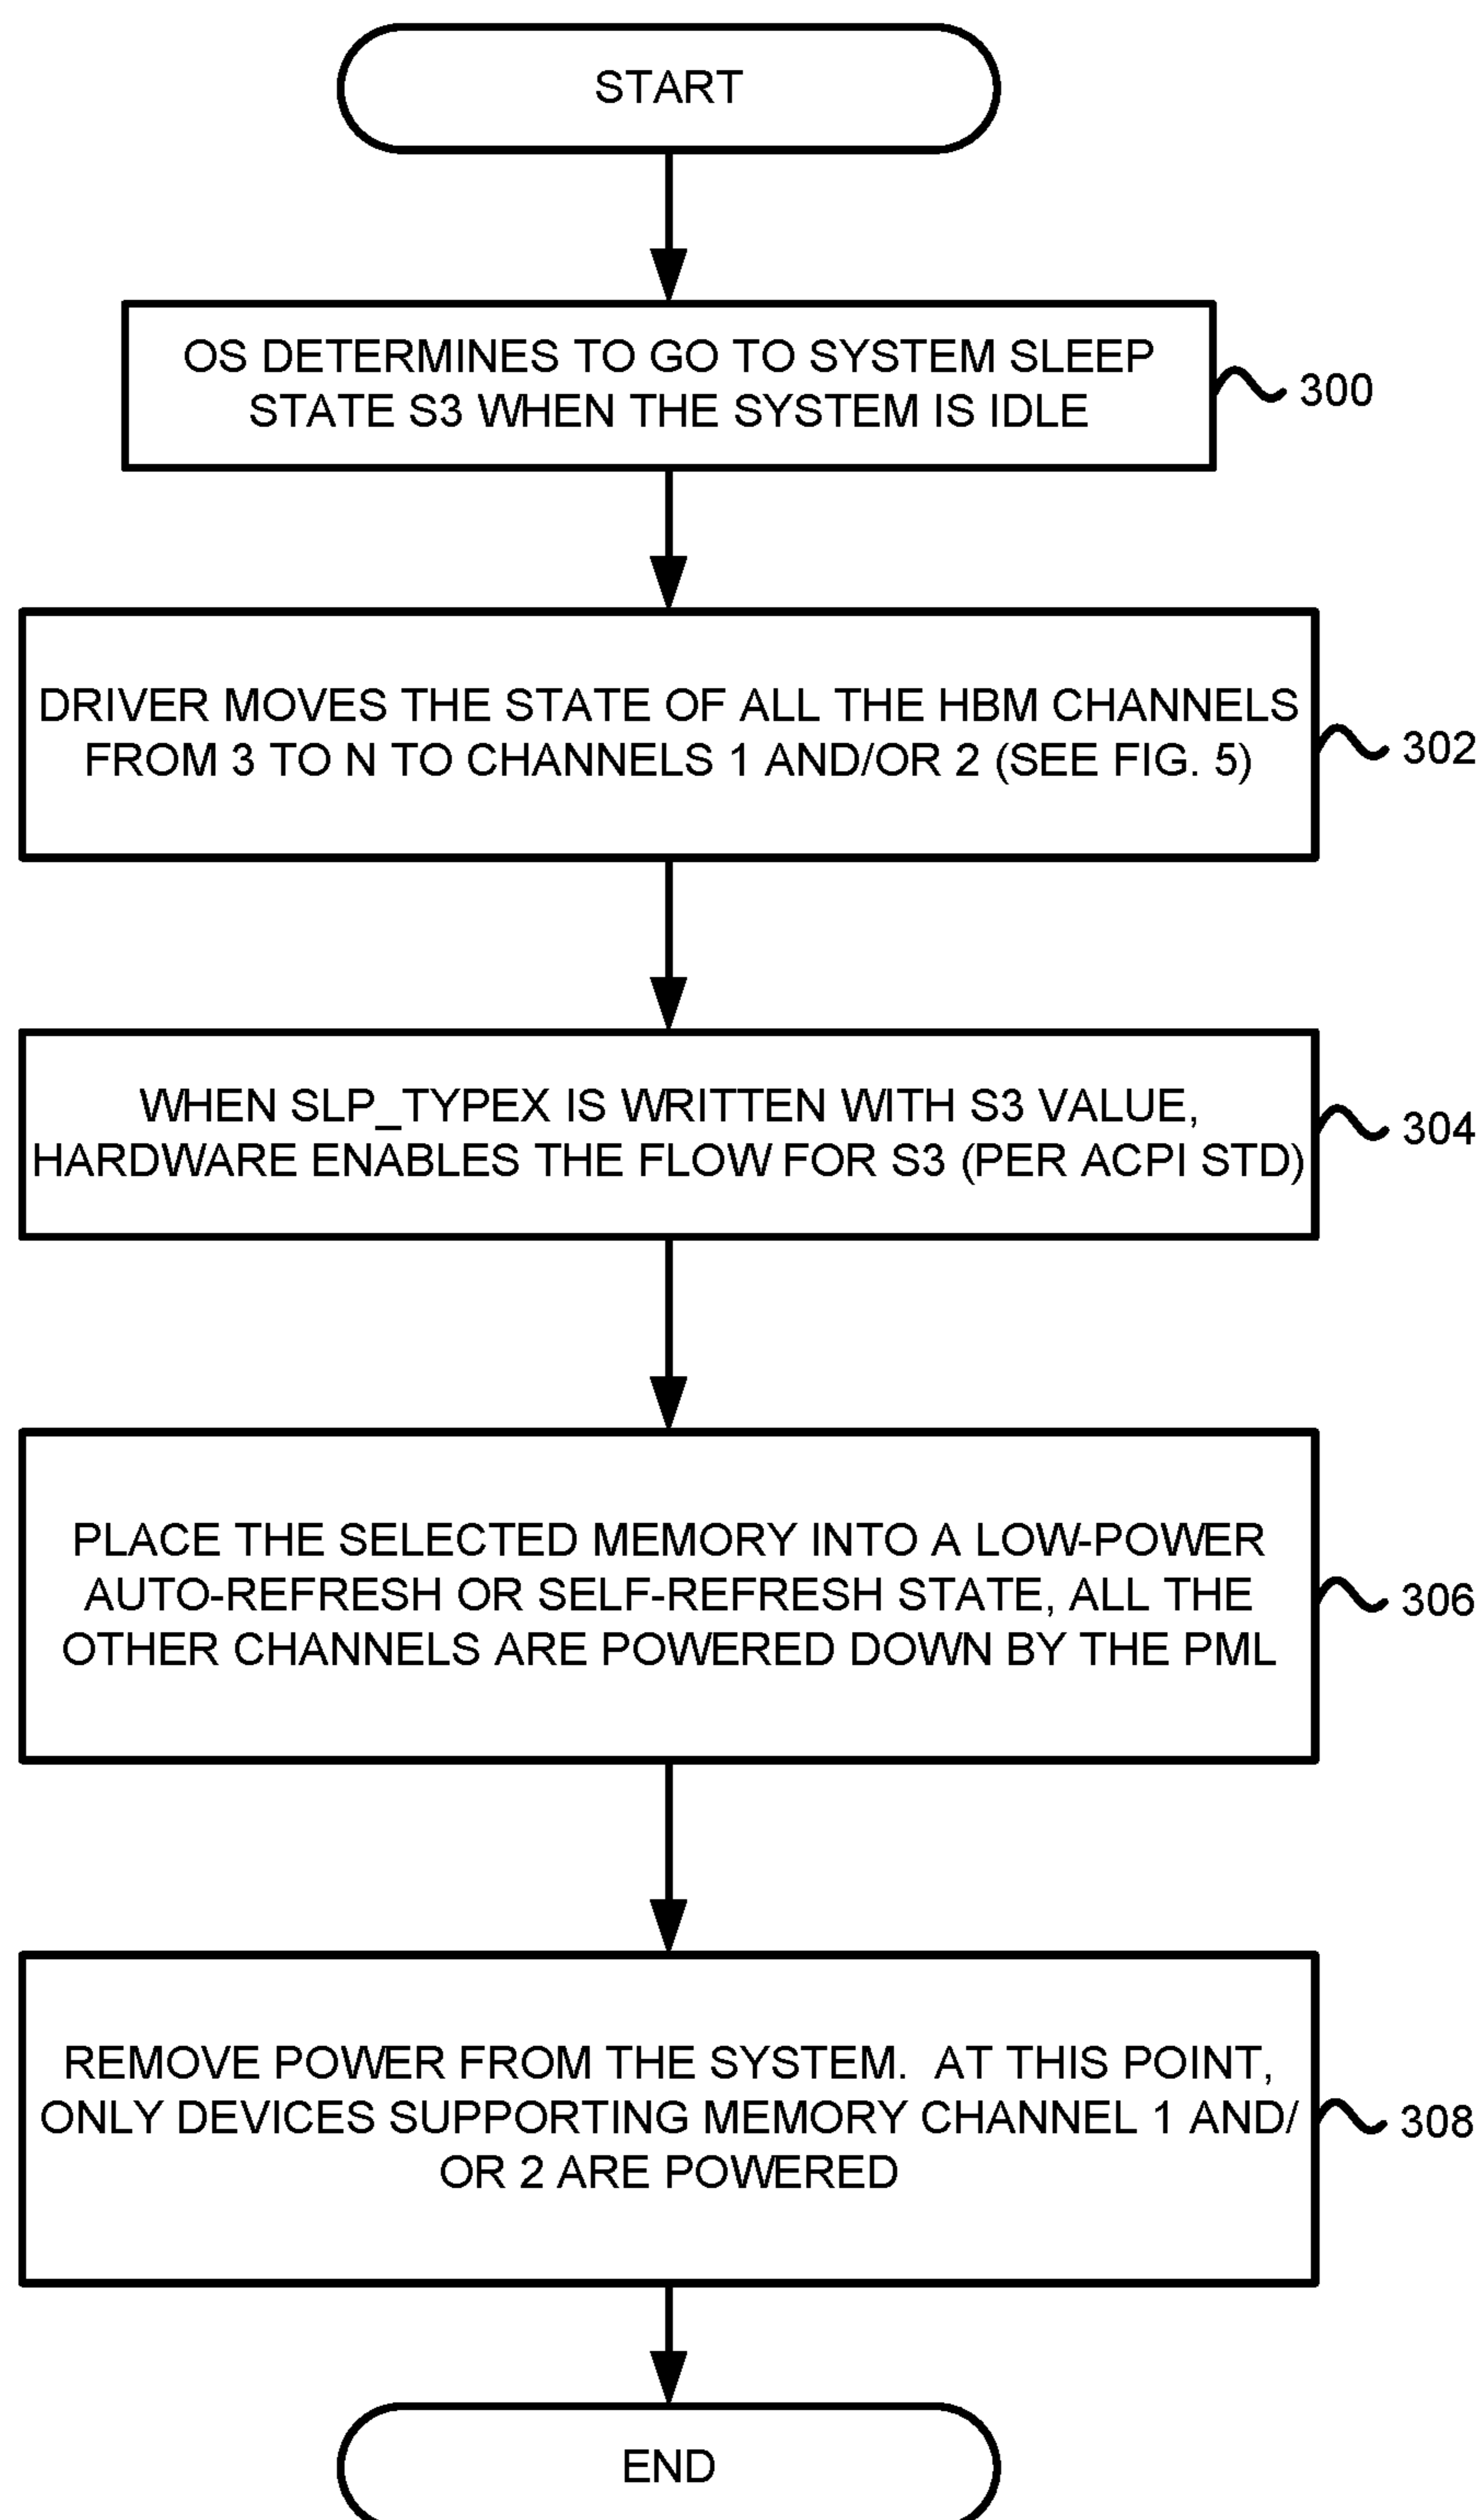 START
OS DETERMINES TO GO TO SYSTEM SLEEP
STATE S3 WHEN THE SYSTEM IS IDLE
300
DRIVER MOVES THE STATE OF ALL THE HBM CHANNELS
FROM 3 TO N TO CHANNELS 1 AND/OR 2 (SEE FIG. 5)
302
WHEN SLP_TYPEX IS WRITTEN WITH S3 VALUE,
HARDWARE ENABLES THE FLOW FOR S3 (PER ACPI STD)
304
PLACE THE SELECTED MEMORY INTO A LOW-POWER
AUTO-REFRESH OR SELF-REFRESH STATE, ALL THE
OTHER CHANNELS ARE POWERED DOWN BY THE PML
306
REMOVE POWER FROM THE SYSTEM. AT THIS POINT,
ONLY DEVICES SUPPORTING MEMORY CHANNEL 1 AND/
OR 2 ARE POWERED
308
END